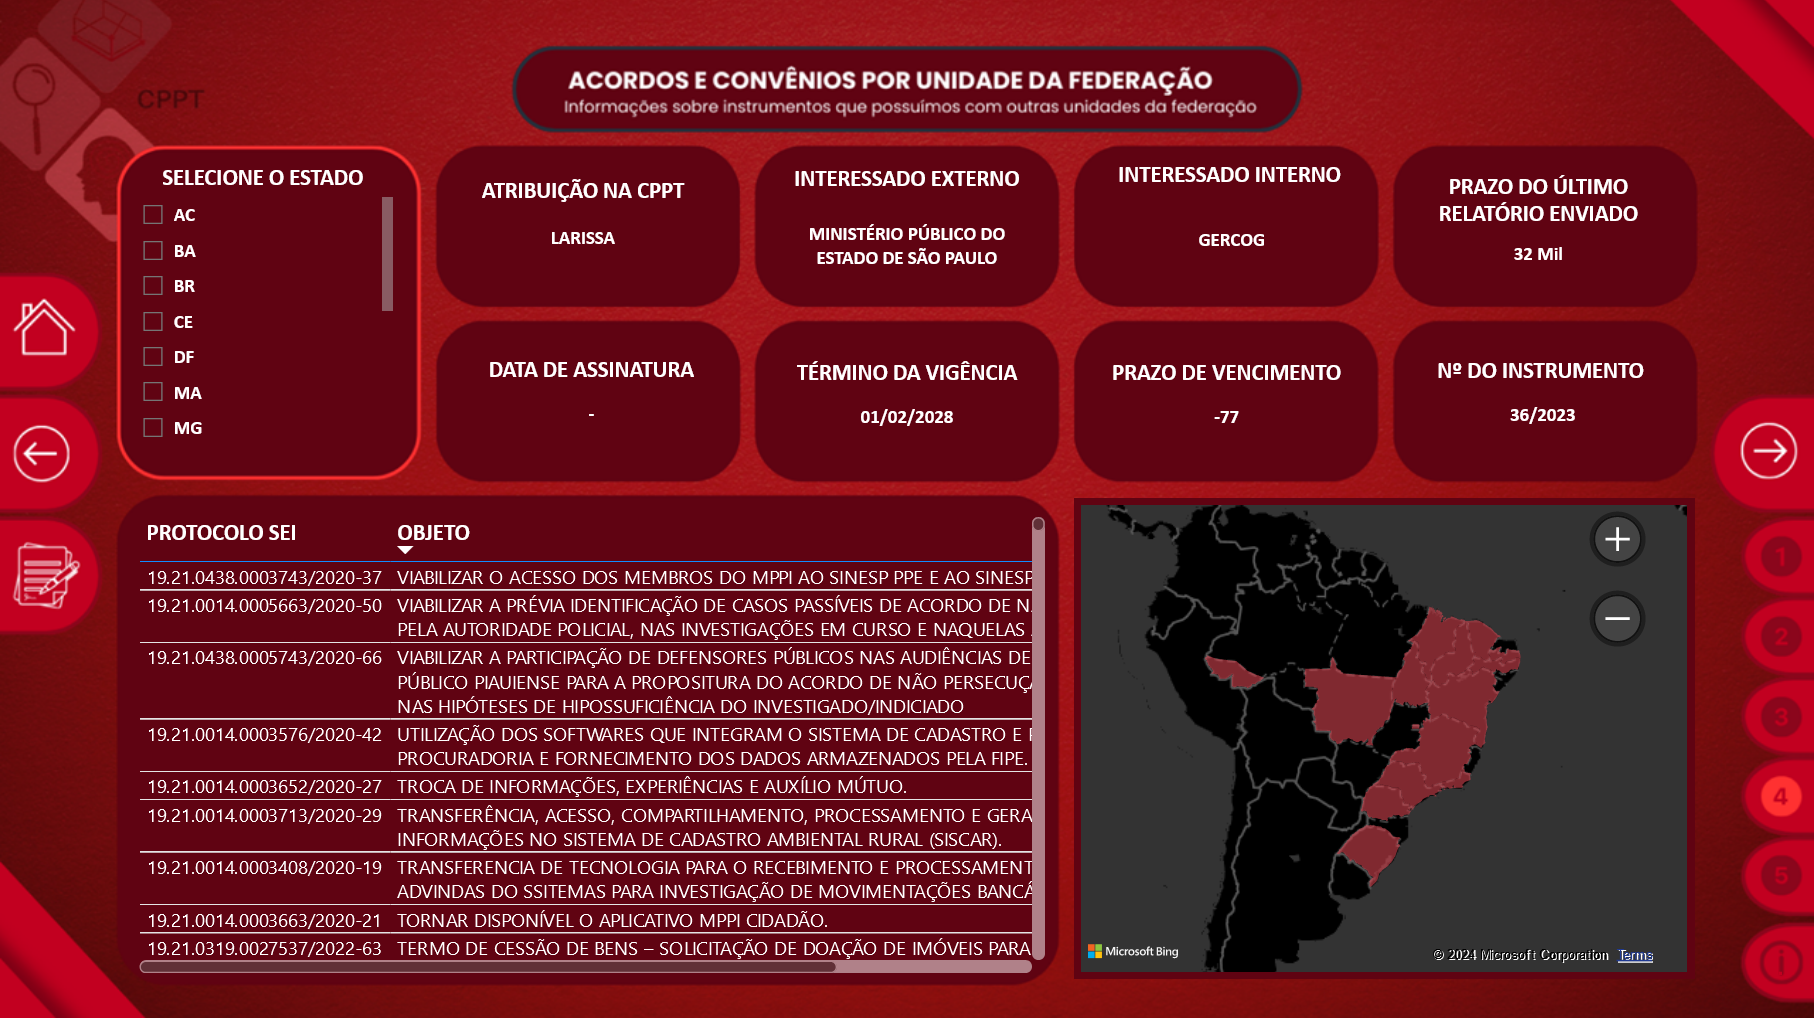 CPPT
ACORDOS E CONVÊNIOS POR UNIDADE DA FEDERAÇÃO
Informações sobre instrumentos que possuímos com outras unidades da federação
SELECIONE O ESTADO
AC
BA
BR
CE
DF
MA
MG
ATRIBUIÇÃO NA CPPT
LARISSA
INTERESSADO EXTERNO
MINISTÉRIO PÚBLICO DO
ESTADO DE SÃO PAULO
INTERESSADO INTERNO
GERCOG
PRAZO DO ÚLTIMO
RELATÓRIO ENVIADO
32 Mil
DATA DE ASSINATURA
-
TÉRMINO DA VIGÊNCIA
01/02/2028
PRAZO DE VENCIMENTO
-77
Nº DO INSTRUMENTO
36/2023
PROTOCOLO SEI OBJETO
19.21.0438.0003743/2020-37 VIABILIZAR O ACESSO DOS MEMBROS DO MPPI AO SINESP PPE E AO SINESP
19.21.0014.0005663/2020-50 VIABILIZAR A PRÉVIA IDENTIFICAÇÃO DE CASOS PASSÍVEIS DE ACORDO DE
PELA AUTORIDADE POLICIAL, NAS INVESTIGAÇÕES EM CURSO E NAQUELAS
19.21.0438.0005743/2020-66 VIABILIZAR A PARTICIPAÇÃO DE DEFENSORES PÚBLICOS NAS AUDIÊNCIAS DE
PÚBLICO PIAUIENSE PARA A PROPOSITURA DO ACORDO DE NÃO PERSECUÇ
NAS HIPÓTESES DE HIPOSSUFICIÊNCIA DO INVESTIGADO/INDICIADO
19.21.0014.0003576/2020-42 UTILIZAÇÃO DOS SOFTWARES QUE INTEGRAM O SISTEMA DE CADASTRO E
PROCURADORIA E FORNECIMENTO DOS DADOS ARMAZENADOS PELA FIPE.
19.21.0014.0003652/2020-27 TROCA DE INFORMAÇÕES, EXPERIÊNCIAS E AUXÍLIO MÚTUO.
19.21.0014.0003713/2020-29 TRANSFERÊNCIA, ACESSO, COMPARTILHAMENTO, PROCESSAMENTO E GERA
INFORMAÇÕES NO SISTEMA DE CADASTRO AMBIENTAL RURAL (SISCAR).
19.21.0014.0003408/2020-19 TRANSFERENCIA DE TECNOLOGIA PARA O RECEBIMENTO E PROCESSAMENT
ADVINDAS DO SSITEMAS PARA INVESTIGAÇÃO DE MOVIMENTAÇÕES BANCÁ
19.21.0014.0003663/2020-21 TORNAR DISPONÍVEL O APLICATIVO MPPI CIDADÃO.
19.21.0319.0027537/2022-63 TERMO DE CESSÃO DE BENS – SOLICITAÇÃO DE DOAÇÃO DE IMÓVEIS PARA
Microsoft Bing
© 2024 Microsoft Corporation Terms
1
2
3
4
5